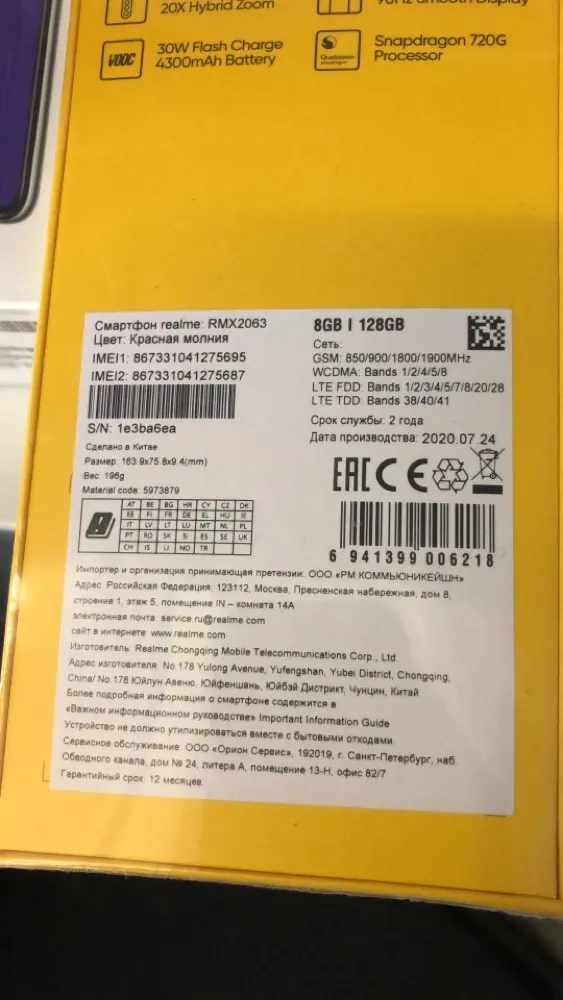 20X Hybrid Zoom
90Hz Smooth Display
VOOC
30W Flash Charge
4300mAh Battery
Qualcomm
snapdragon
Snapdragon 720G
Processor
Смартфон realme: RMX2063
Цвет: Красная молния
IMEI1: 867331041275695
IMEI2: 867331041275687
S/N: 1e3ba6ea
Сделано в Китае
Размер: 163.9x75.8x9.4(mm)
Вес: 196g
Material code: 5973879
8GB | 128GB
Сеть:
GSM: 850/900/1800/1900MHz
WCDMA: Bands 1/2/4/5/8
LTE FDD: Bands 1/2/3/4/5/7/8/20/28
LTE TDD: Bands 38/40/41
Срок службы: 2 года
Дата производства: 2020.07.24
EAC CE
AT BE BG HR CY CZ DK
EE FI FR DE EL HU IE
IT LV LT LU MT NL PL
PT RO SK SI ES SE UK
CH IS LI NO TR
6 941399 006218
Импортер и организация принимающая претензии: ООО «РМ КОММЬЮНИКЕЙШН»
Адрес: Российская Федерация, 123112, Москва, Пресненская набережная, дом 8,
строение 1, этаж 5, помещение IN – комната 14A
электронная почта: service.ru@realme.com
сайт в интернете: www.realme.com
Изготовитель: Realme Chongqing Mobile Telecommunications Corp., Ltd.
Адрес изготовителя: No.178 Yulong Avenue, Yufengshan, Yubei District, Chongqing,
China/ No.178 Юйлун Авеню, Юйфеньшань, Юйбэй Дистрикт, Чунцин, Китай
Более подробная информация о смартфоне содержится в
«Важном информационном руководстве» Important Information Guide
Устройство не должно утилизироваться вместе с бытовыми отходами.
Сервисное обслуживание: ООО «Орион Сервис», 192019, г. Санкт-Петербург, наб.
Обводного канала, дом № 24, литера А, помещение 13-Н, офис 82/7
Гарантийный срок: 12 месяцев.